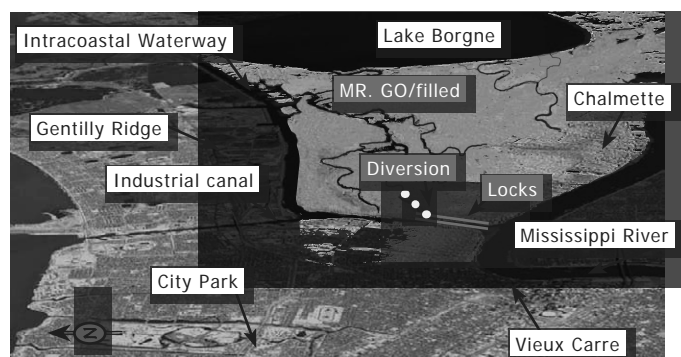 Intracoastal Waterway
Lake Borgne
MR. GO/filled
Chalmette
Gentilly Ridge
Diversion
Industrial canal
Locks
Mississippi River
City Park
N
Vieux Carre